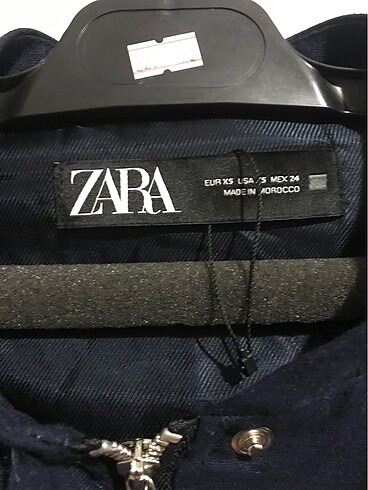 ZARA
EUR XS USA XS MEX 24
MADE IN MOROCCO